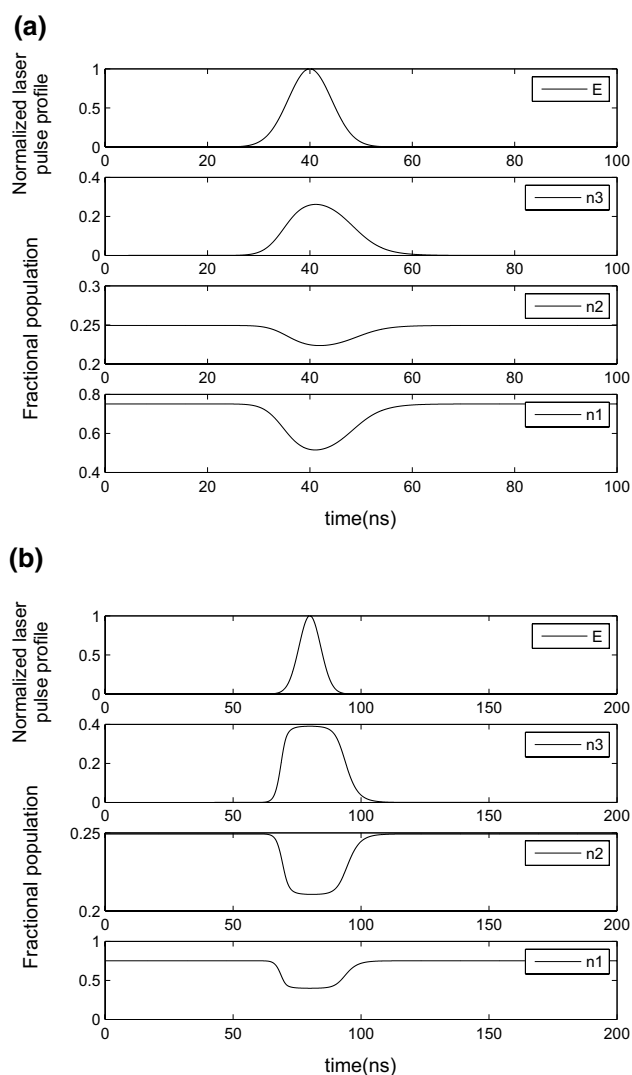 (a)
Normalized laser
pulse profile
1
0.5
0
E
0 20 40 60 80 100
Fractional population
0.4
0.2
0
n3
0 20 40 60 80 100
0.3
0.25
0.2
n2
0 20 40 60 80 100
0.8
0.6
0.4
n1
0 20 40 60 80 100
time(ns)
(b)
Normalized laser
pulse profile
1
0.5
0
E
0 50 100 150 200
Fractional population
0.4
0.2
0
n3
0 50 100 150 200
0.25
0.2
n2
0 50 100 150 200
1
0.5
0
n1
0 50 100 150 200
time(ns)